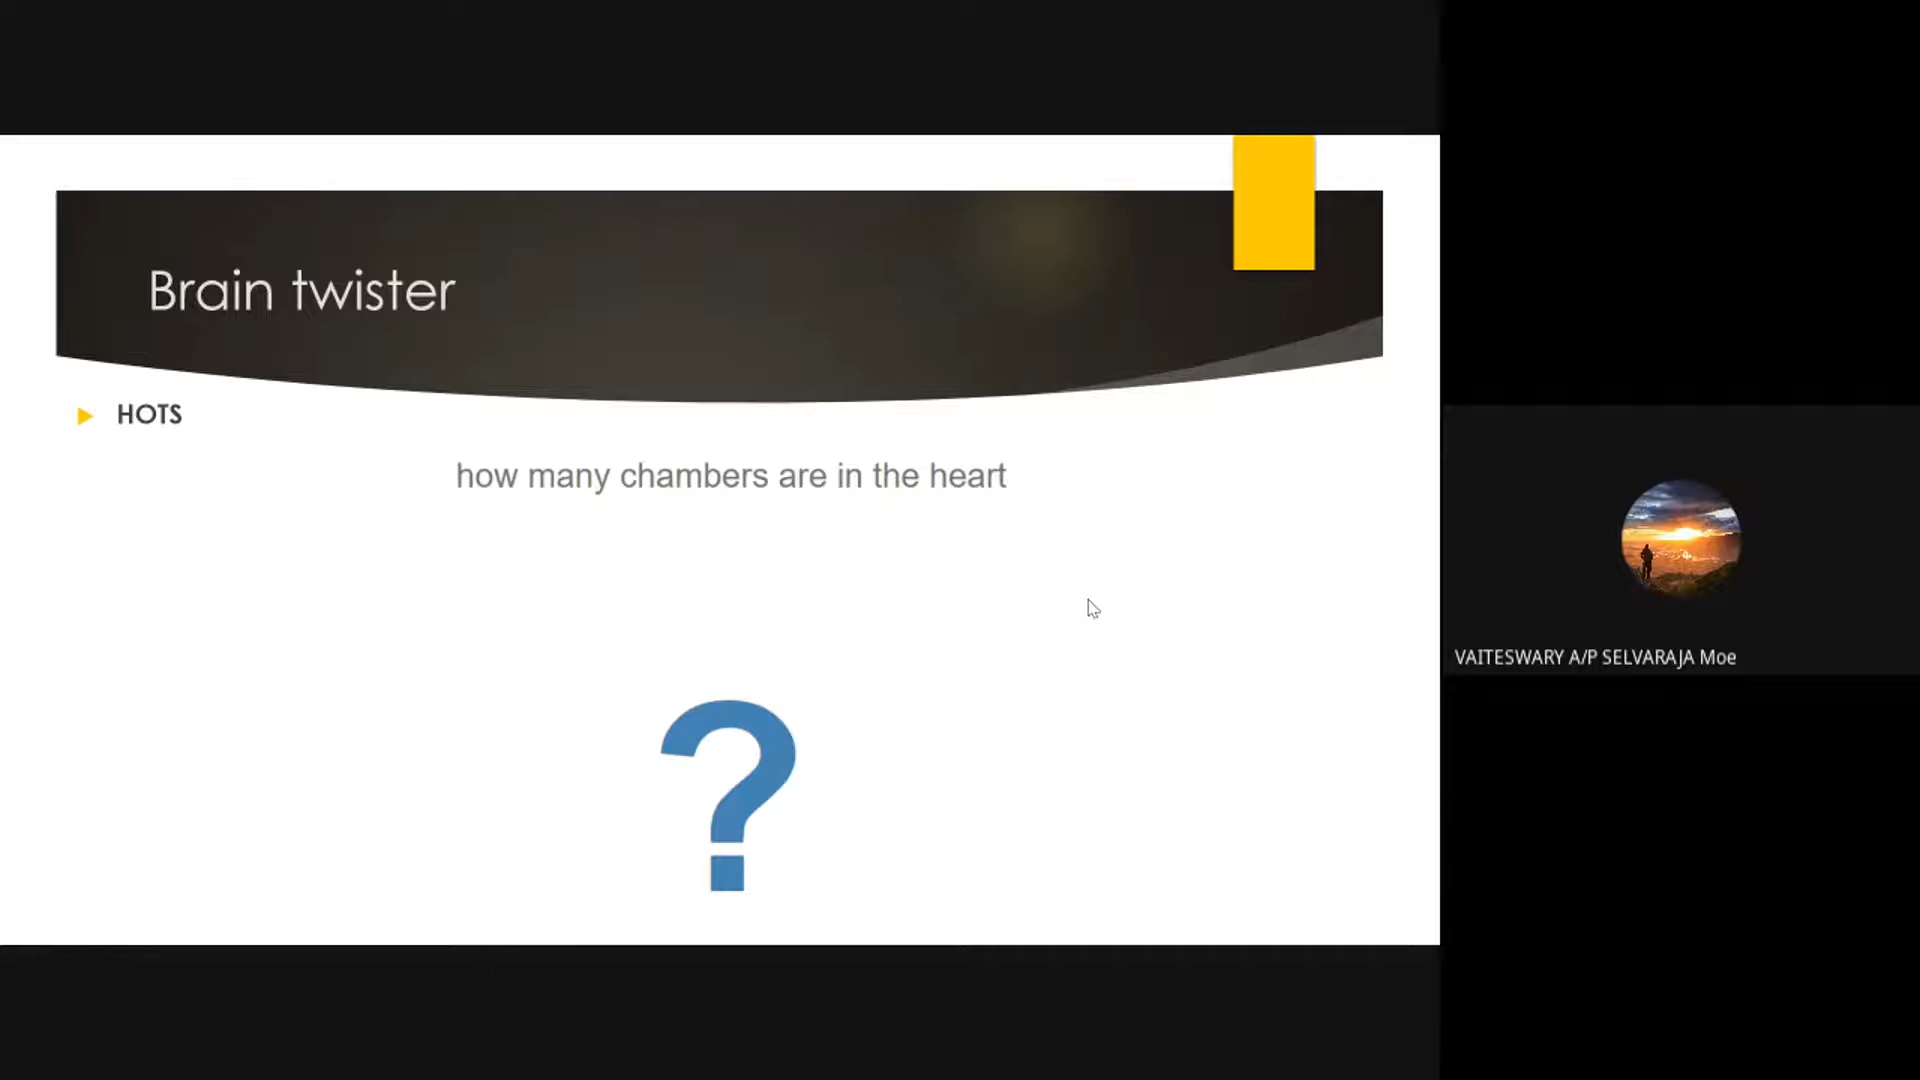 Brain twister
HOTS
how many chambers are in the heart
?
VAITESWARY A/P SELVARAJA Moe